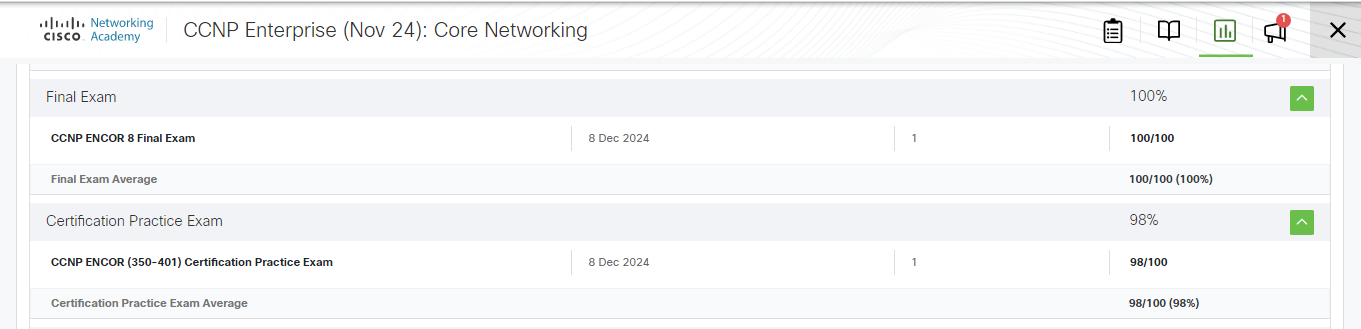 CISCO Networking Academy
CCNP Enterprise (Nov 24): Core Networking
1
Final Exam 100%
CCNP ENCOR 8 Final Exam 8 Dec 2024 1 100/100
Final Exam Average 100/100 (100%)
Certification Practice Exam 98%
CCNP ENCOR (350-401) Certification Practice Exam 8 Dec 2024 1 98/100
Certification Practice Exam Average 98/100 (98%)